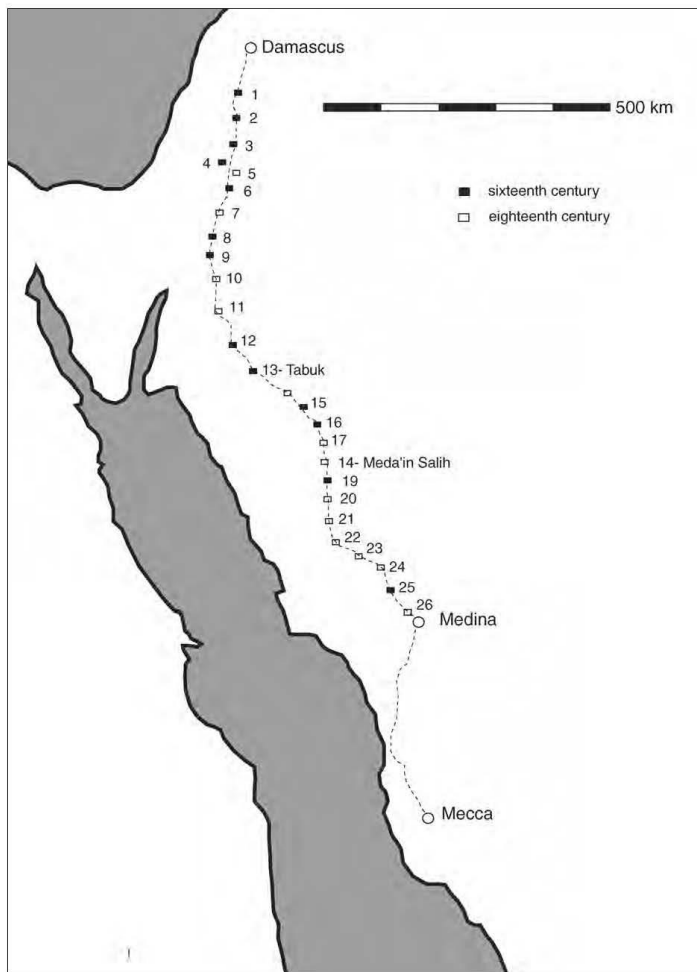 Damascus
1
500 km
2
3
4
5
6
sixteenth century
7
eighteenth century
8
9
10
11
12
13- Tabuk
15
16
17
14- Meda'in Salih
19
20
21
22
23
24
25
26
Medina
Mecca